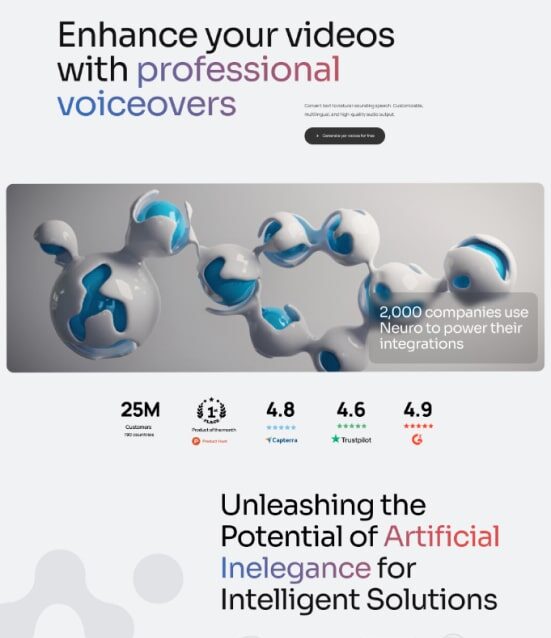 Enhance your videos
with professional
voiceovers
Convert text to natural-sounding speech. Customizable,
multilingual, and high-quality audio output.
Generate yor voices for free
2,000 companies use
Neuro to power their
integrations
25M
Customers
190 countries
1st
PLACE
Product of the month
Product Hunt
4.8
Capterra
4.6
Trustpilot
4.9
Unleashing the
Potential of Artificial
Inelegance for
Intelligent Solutions